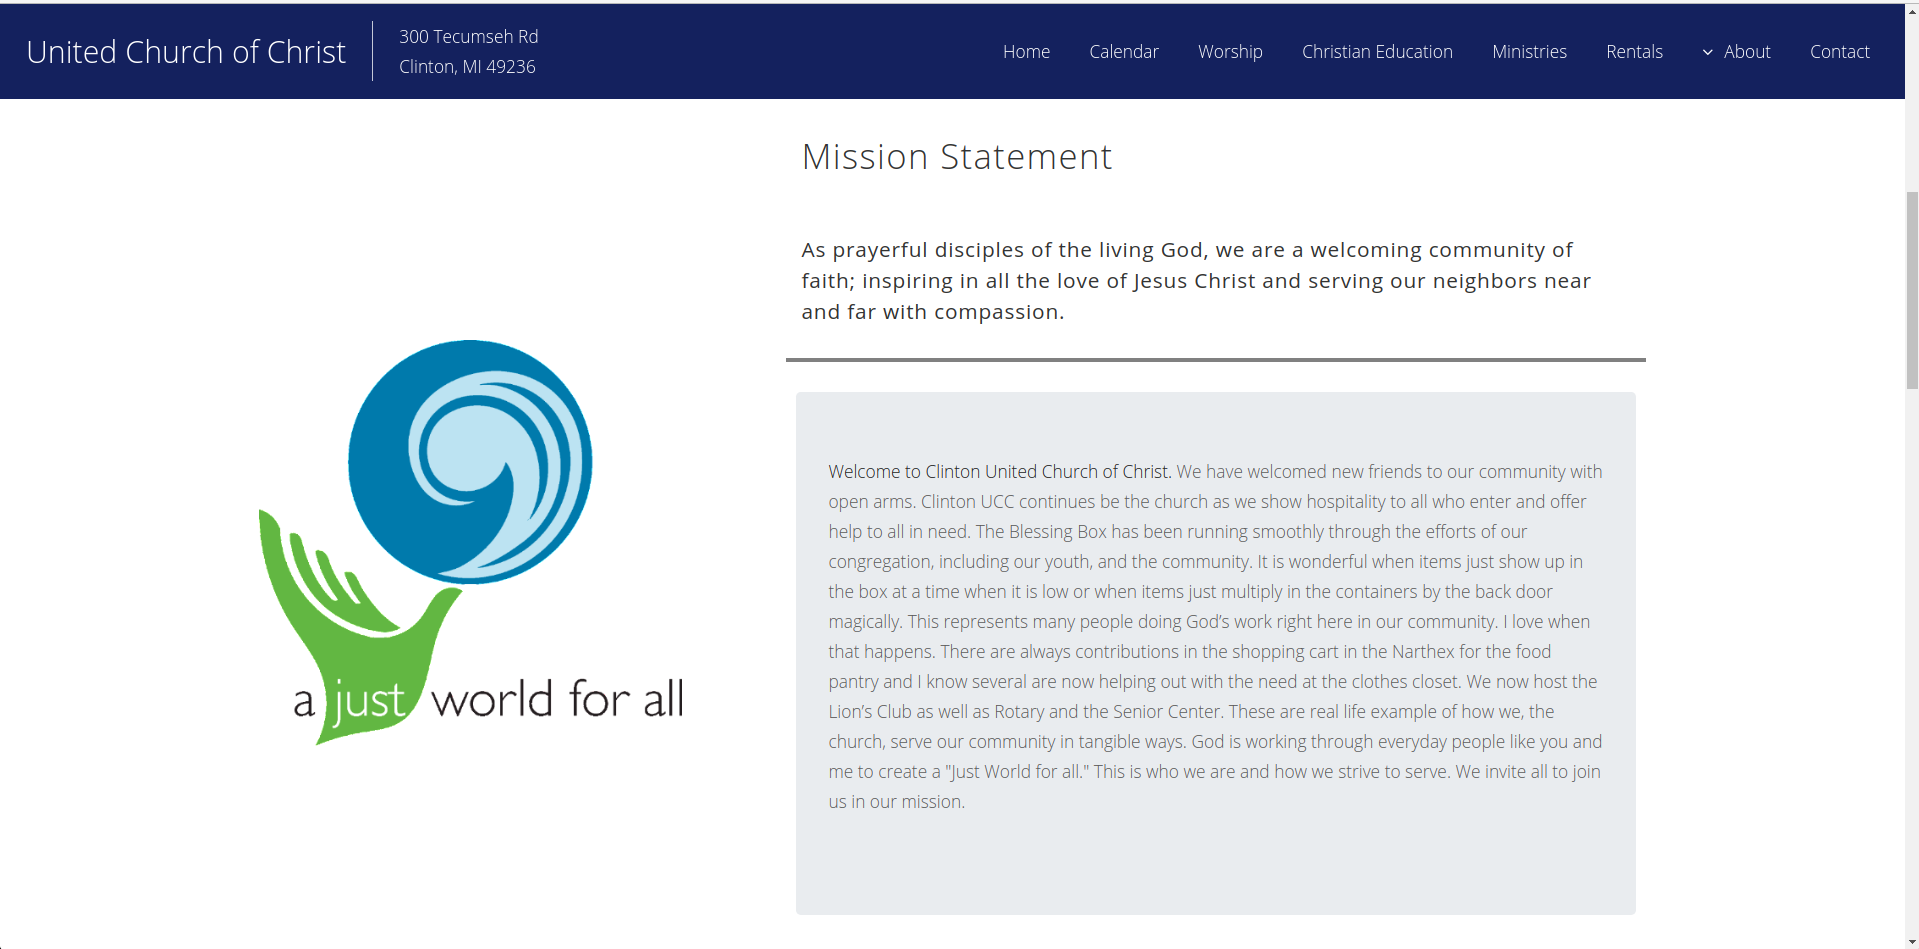 United Church of Christ
300 Tecumseh Rd
Clinton, MI 49236
Home
Calendar
Worship
Christian Education
Ministries
Rentals
About
Contact
Mission Statement
As prayerful disciples of the living God, we are a welcoming community of
faith; inspiring in all the love of Jesus Christ and serving our neighbors near
and far with compassion.
a just world for all
Welcome to Clinton United Church of Christ. We have welcomed new friends to our community with
open arms. Clinton UCC continues be the church as we show hospitality to all who enter and offer
help to all in need. The Blessing Box has been running smoothly through the efforts of our
congregation, including our youth, and the community. It is wonderful when items just show up in
the box at a time when it is low or when items just multiply in the containers by the back door
magically. This represents many people doing God’s work right here in our community. I love when
that happens. There are always contributions in the shopping cart in the Narthex for the food
pantry and I know several are now helping out with the need at the clothes closet. We now host the
Lion’s Club as well as Rotary and the Senior Center. These are real life example of how we, the
church, serve our community in tangible ways. God is working through everyday people like you and
me to create a "Just World for all." This is who we are and how we strive to serve. We invite all to join
us in our mission.